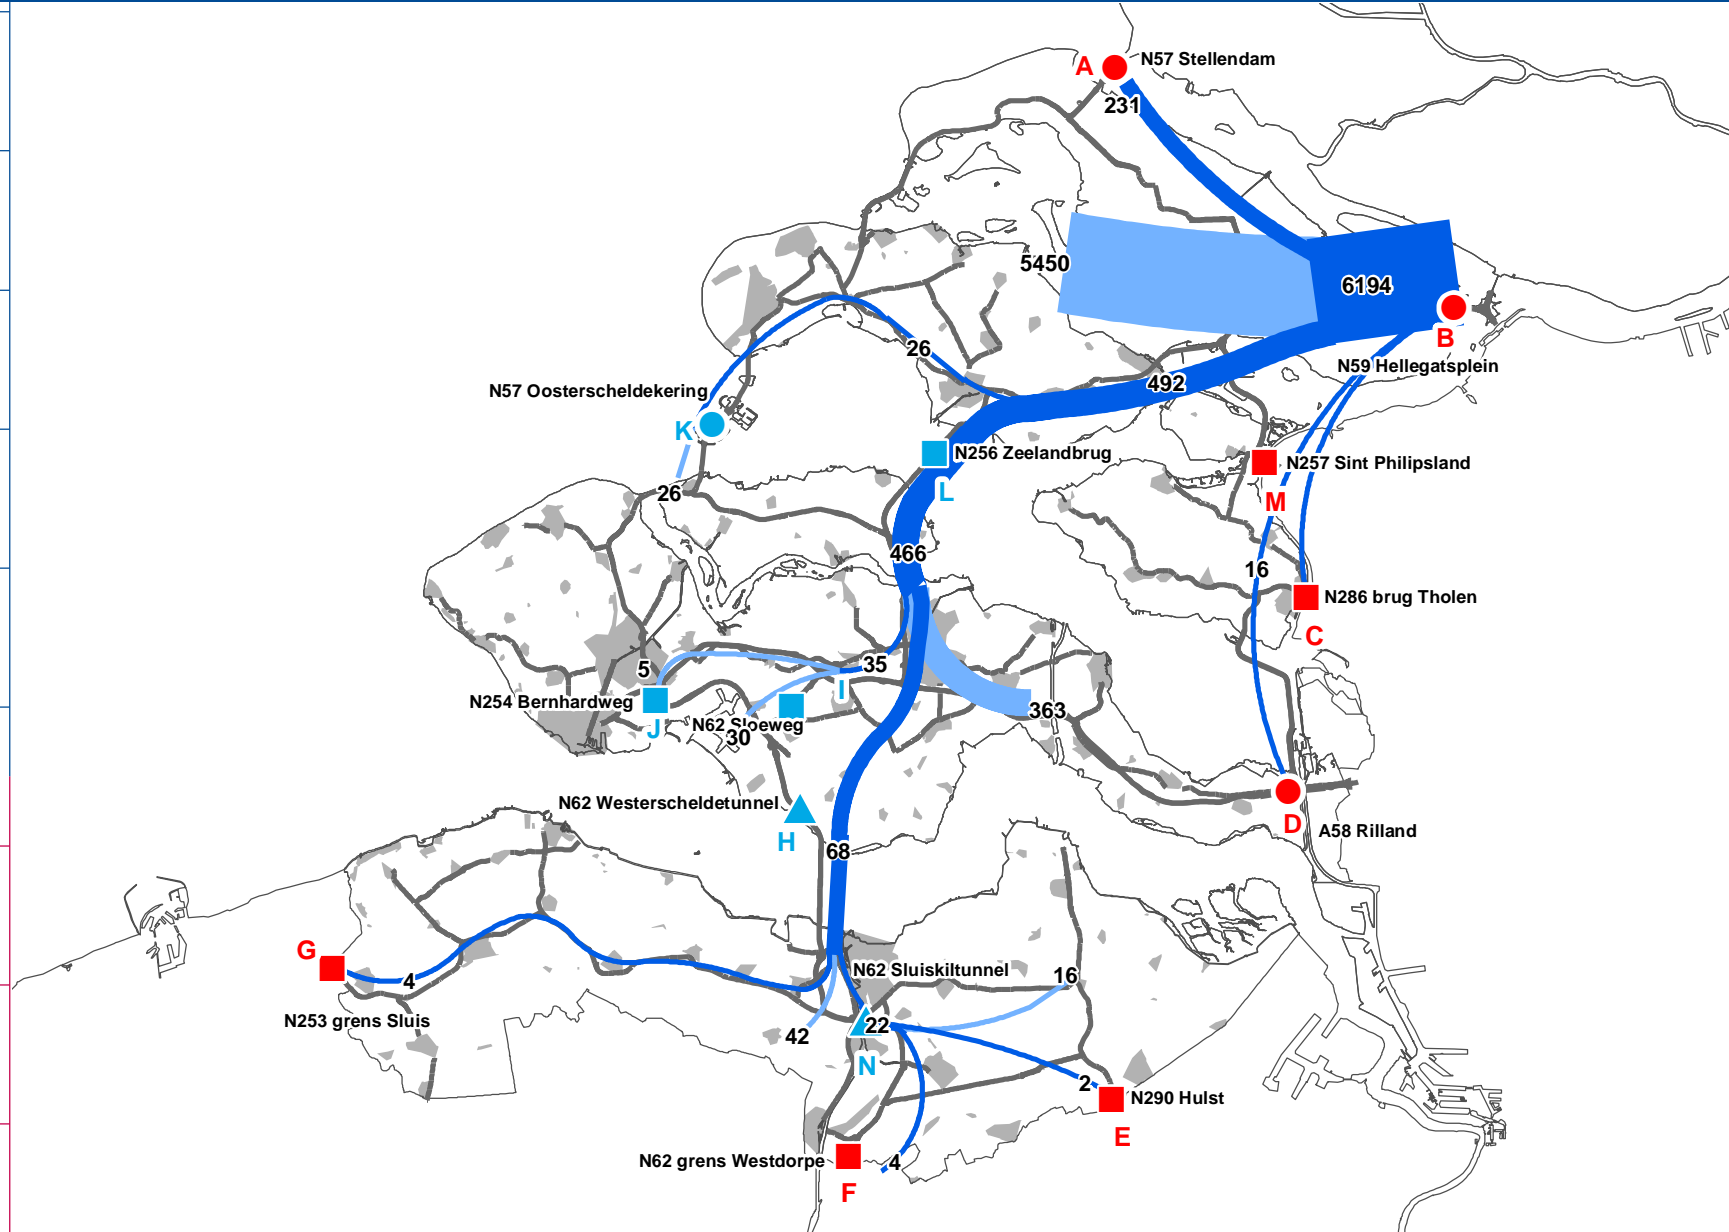 A
N57 Stellendam
231
5450
6194
B
26
N59 Hellegatsplein
492
N57 Oosterscheldekering
K
N256 Zeelandbrug
N257 Sint Philipsland
L
26
M
466
16
N286 brug Tholen
C
5
35
I
N254 Bernhardweg
J
N62 Sloeweg
30
363
N62 Westerscheldetunnel
H
D
A58 Rilland
68
G
4
N62 Sluiskiltunnel
16
N253 grens Sluis
42
22
N
2
N290 Hulst
E
N62 grens Westdorpe
4
F